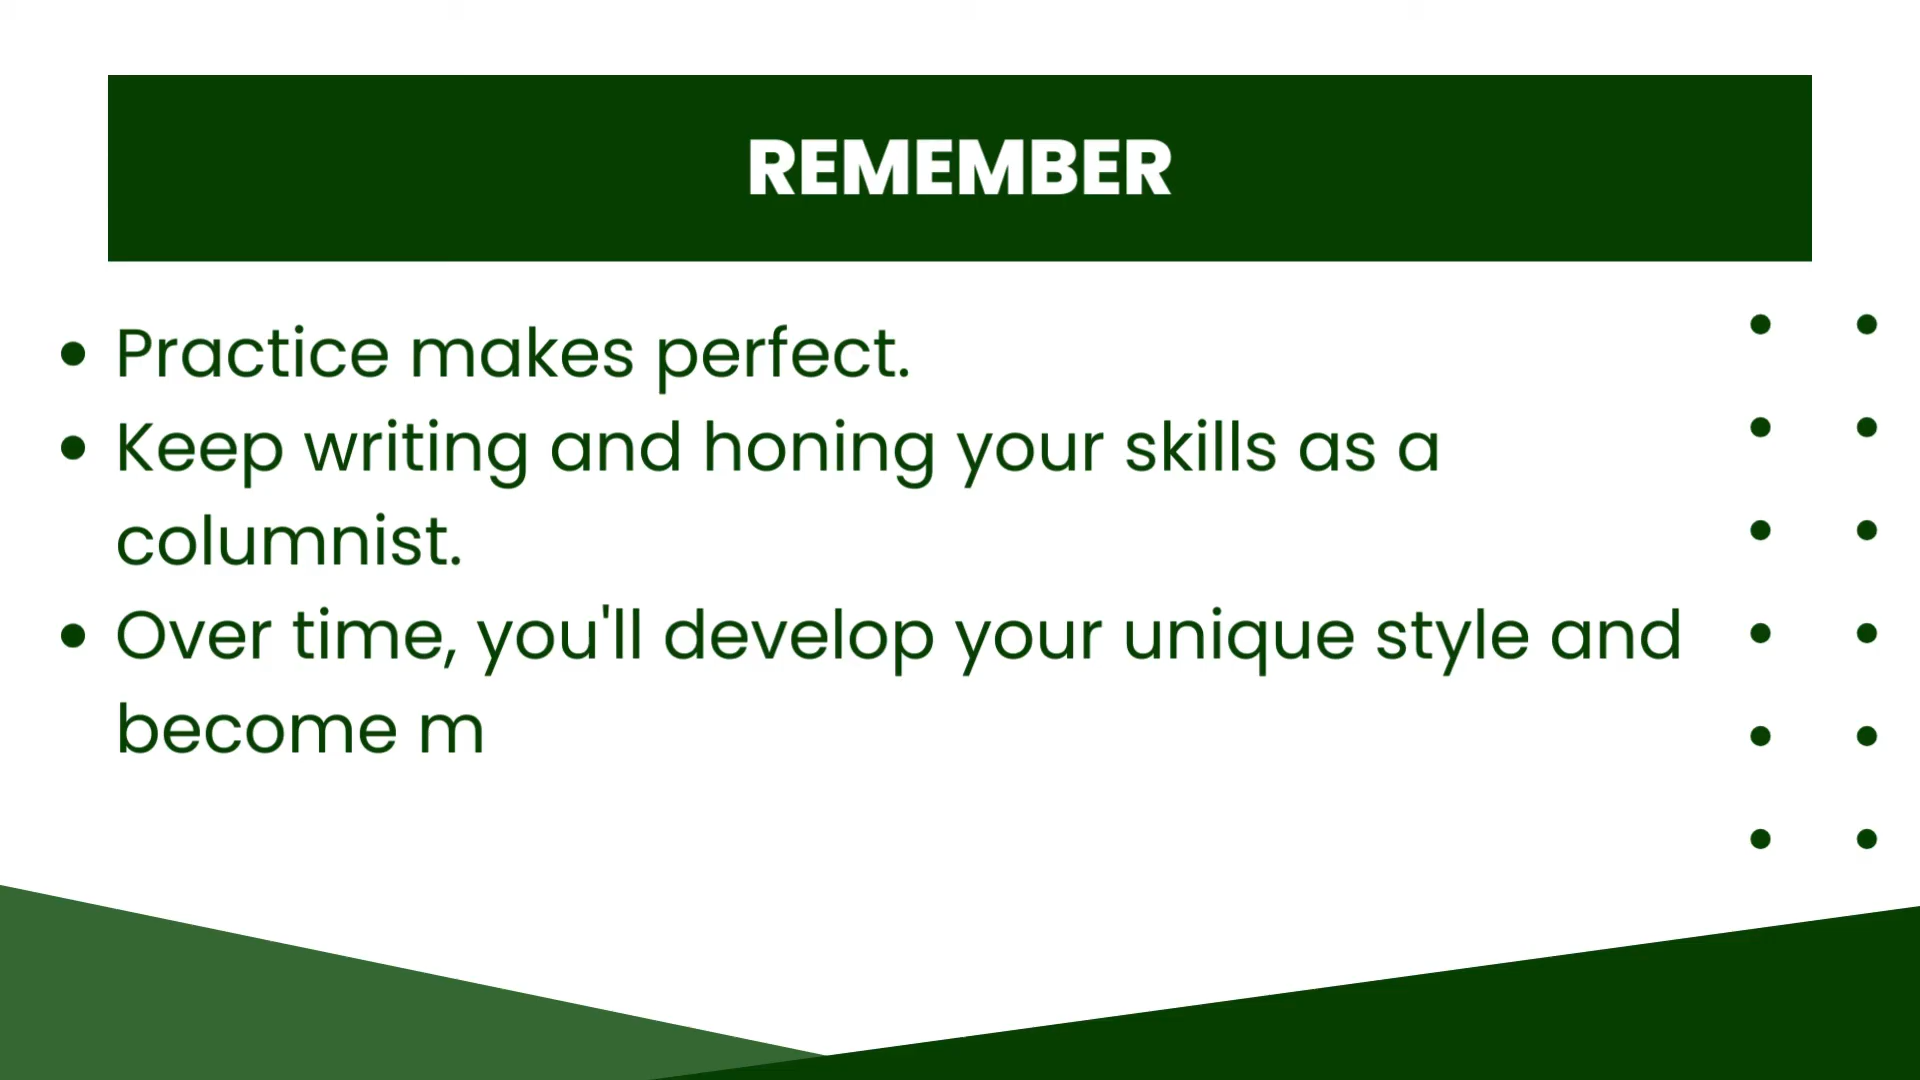 REMEMBER
• Practice makes perfect.
• Keep writing and honing your skills as a
columnist.
• Over time, you'll develop your unique style and
become m